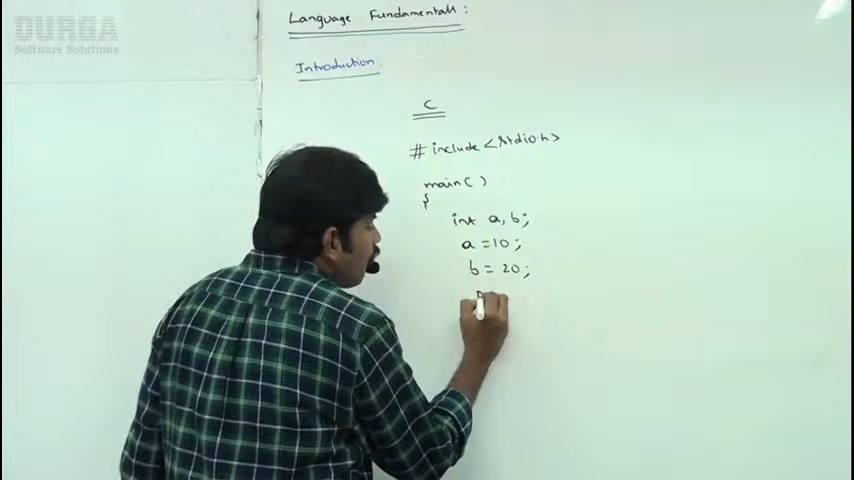 DURGA
Software Solutions
Language Fundamentals:
Introduction:
C
# include <stdio.h>
main( )
{
int a, b;
a = 10;
b = 20;